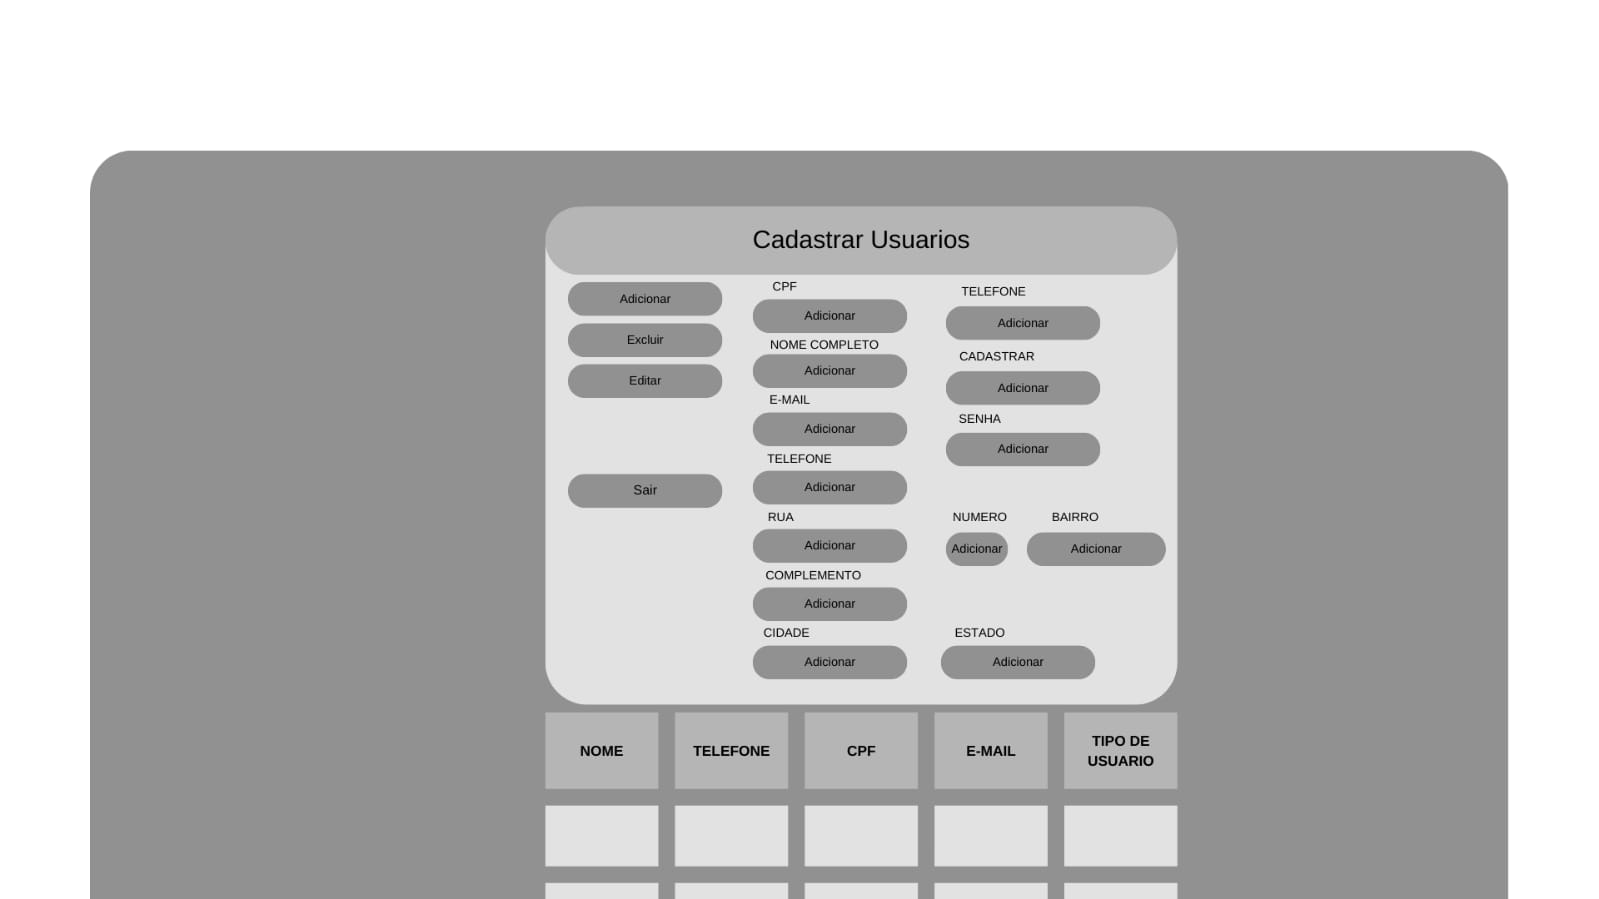 Cadastrar Usuarios
Adicionar
Excluir
Editar
Sair
CPF
Adicionar
NOME COMPLETO
Adicionar
E-MAIL
Adicionar
TELEFONE
Adicionar
RUA
Adicionar
COMPLEMENTO
Adicionar
CIDADE
Adicionar
TELEFONE
Adicionar
CADASTRAR
Adicionar
SENHA
Adicionar
NUMERO
Adicionar
BAIRRO
Adicionar
ESTADO
Adicionar
NOME
TELEFONE
CPF
E-MAIL
TIPO DE
USUARIO